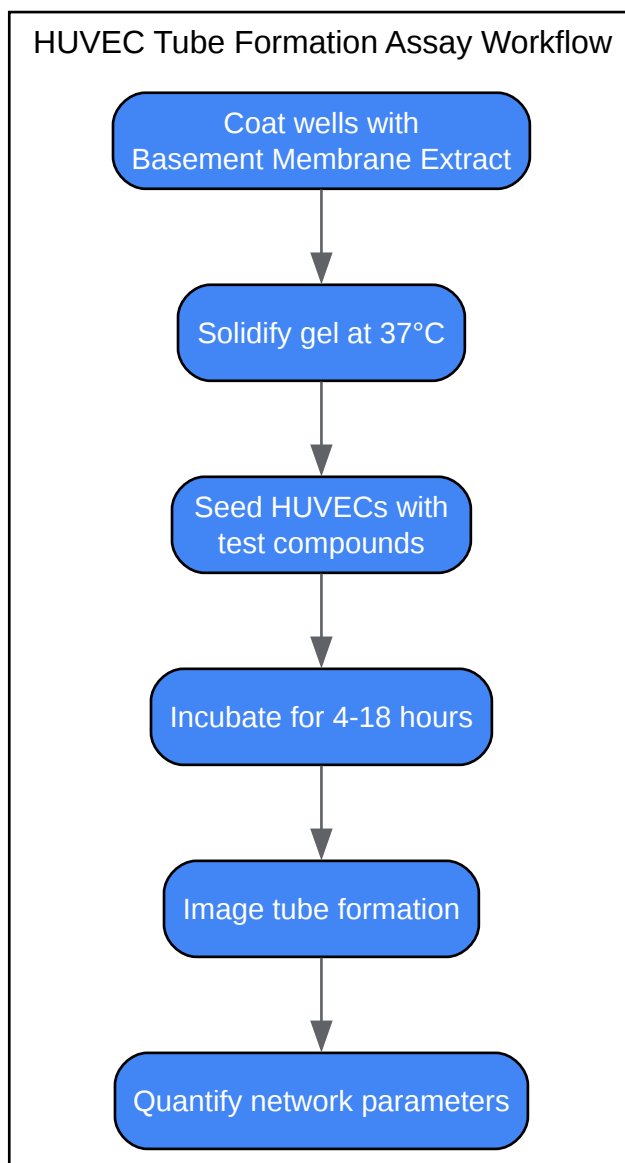 HUVEC Tube Formation Assay Workflow
Coat wells with
Basement Membrane Extract
Solidify gel at 37°C
Seed HUVECs with
test compounds
Incubate for 4-18 hours
Image tube formation
Quantify network parameters